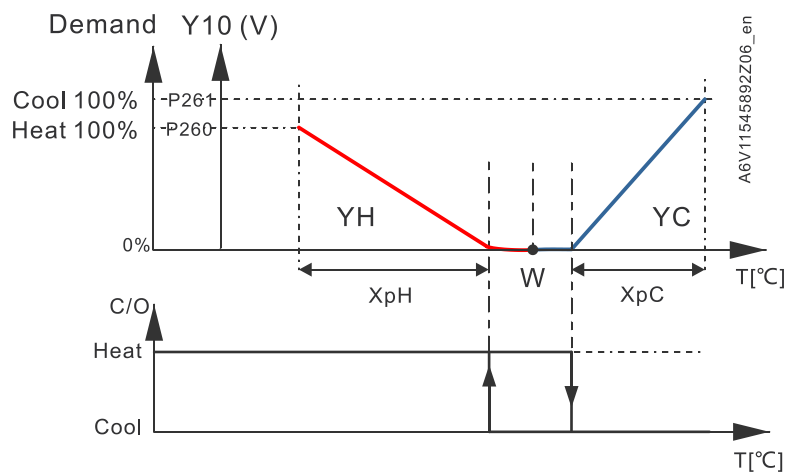 Demand Y10 (V)
Cool 100% P261
Heat 100% P260
YH YC
0%
W
T[°C]
XpH XpC
C/O
Heat
Cool
T[°C]
A6V11545892Z06_en